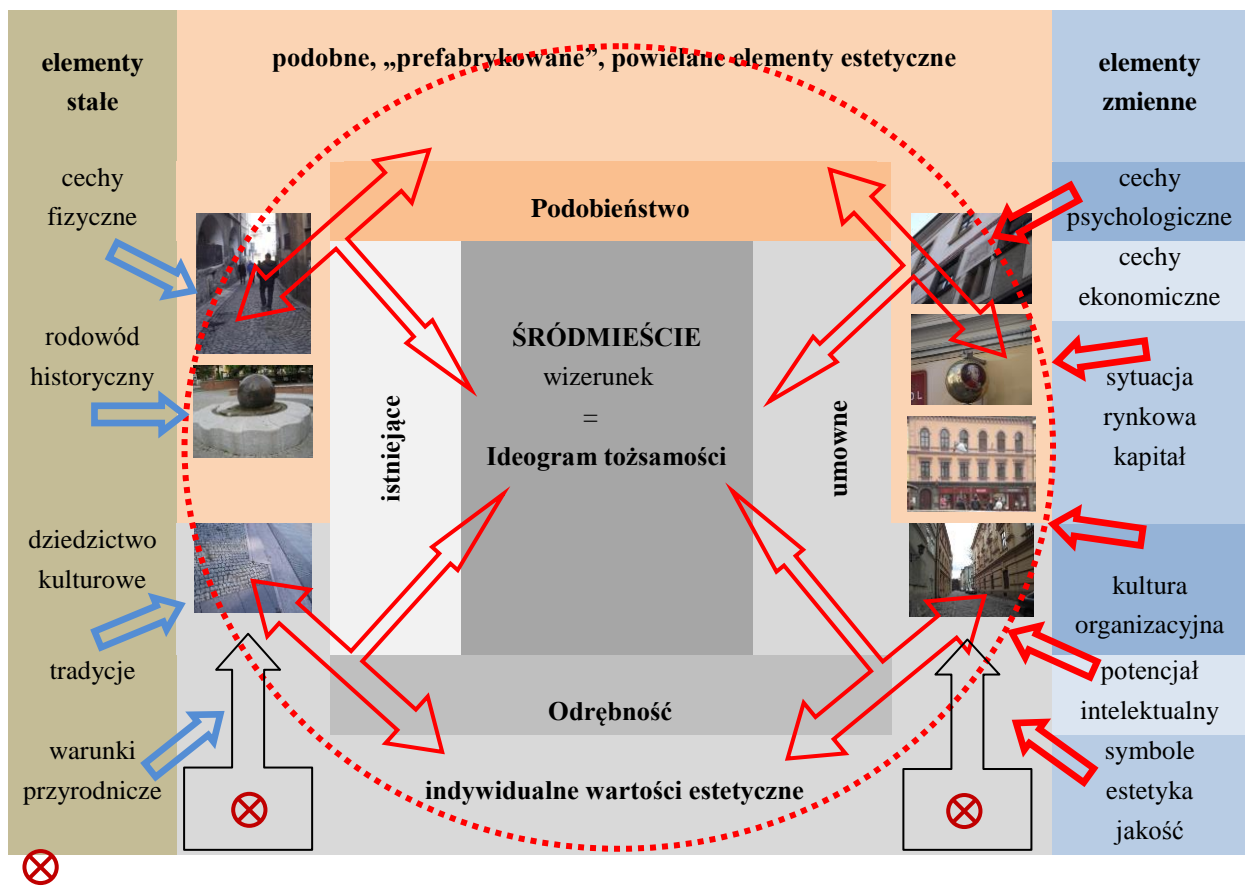 elementy
stałe
cechy
fizyczne
rodowód
historyczny
dziedzictwo
kulturowe
tradycje
warunki
przyrodnicze
podobne, „prefabrykowane”, powielane elementy estetyczne
Podobieństwo
istniejące
ŚRÓDMIEŚCIE
wizerunek
=
Ideogram tożsamości
umowne
Odrębność
indywidualne wartości estetyczne
elementy
zmienne
cechy
psychologiczne
cechy
ekonomiczne
sytuacja
rynkowa
kapitał
kultura
organizacyjna
potencjał
intelektualny
symbole
estetyka
jakość